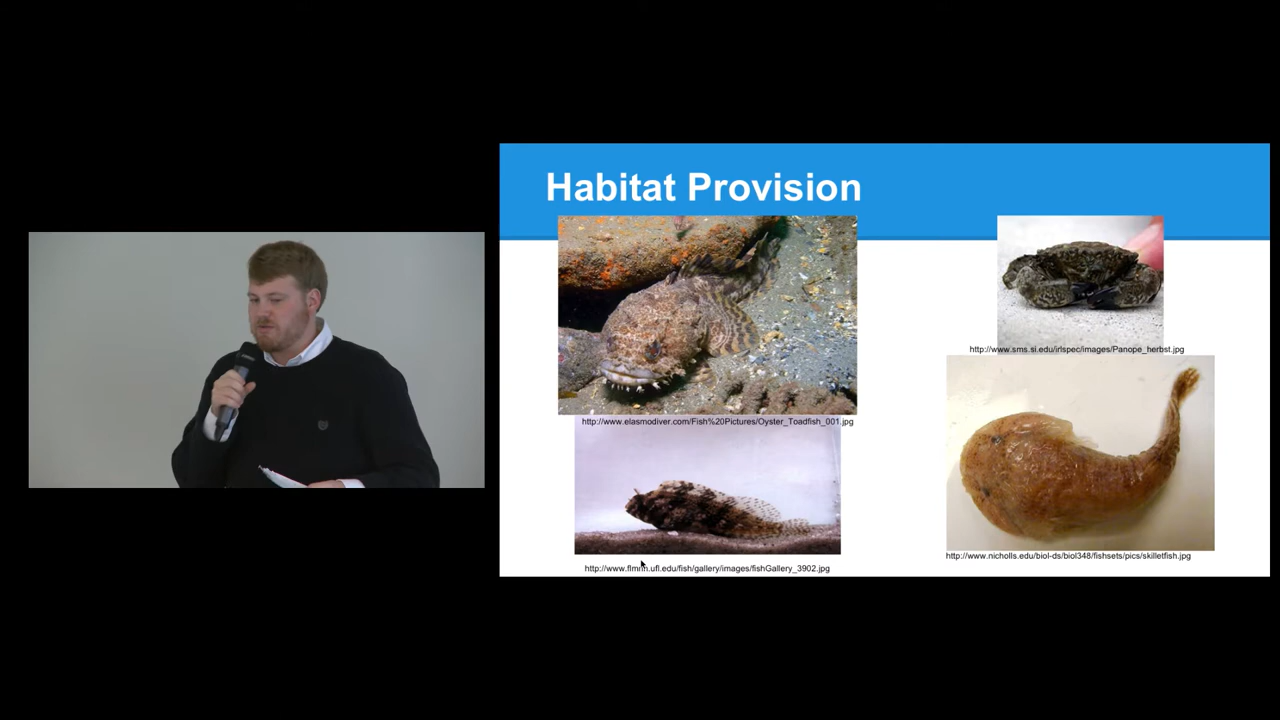 Habitat Provision
http://www.elasmodiver.com/Fish%20Pictures/Oyster_Toadfish_001.jpg
http://www.flmnh.ufl.edu/fish/gallery/images/fishGallery_3902.jpg
http://www.sms.si.edu/irlspec/images/Panope_herbst.jpg
http://www.nicholls.edu/biol-ds/biol348/fishsets/pics/skilletfish.jpg